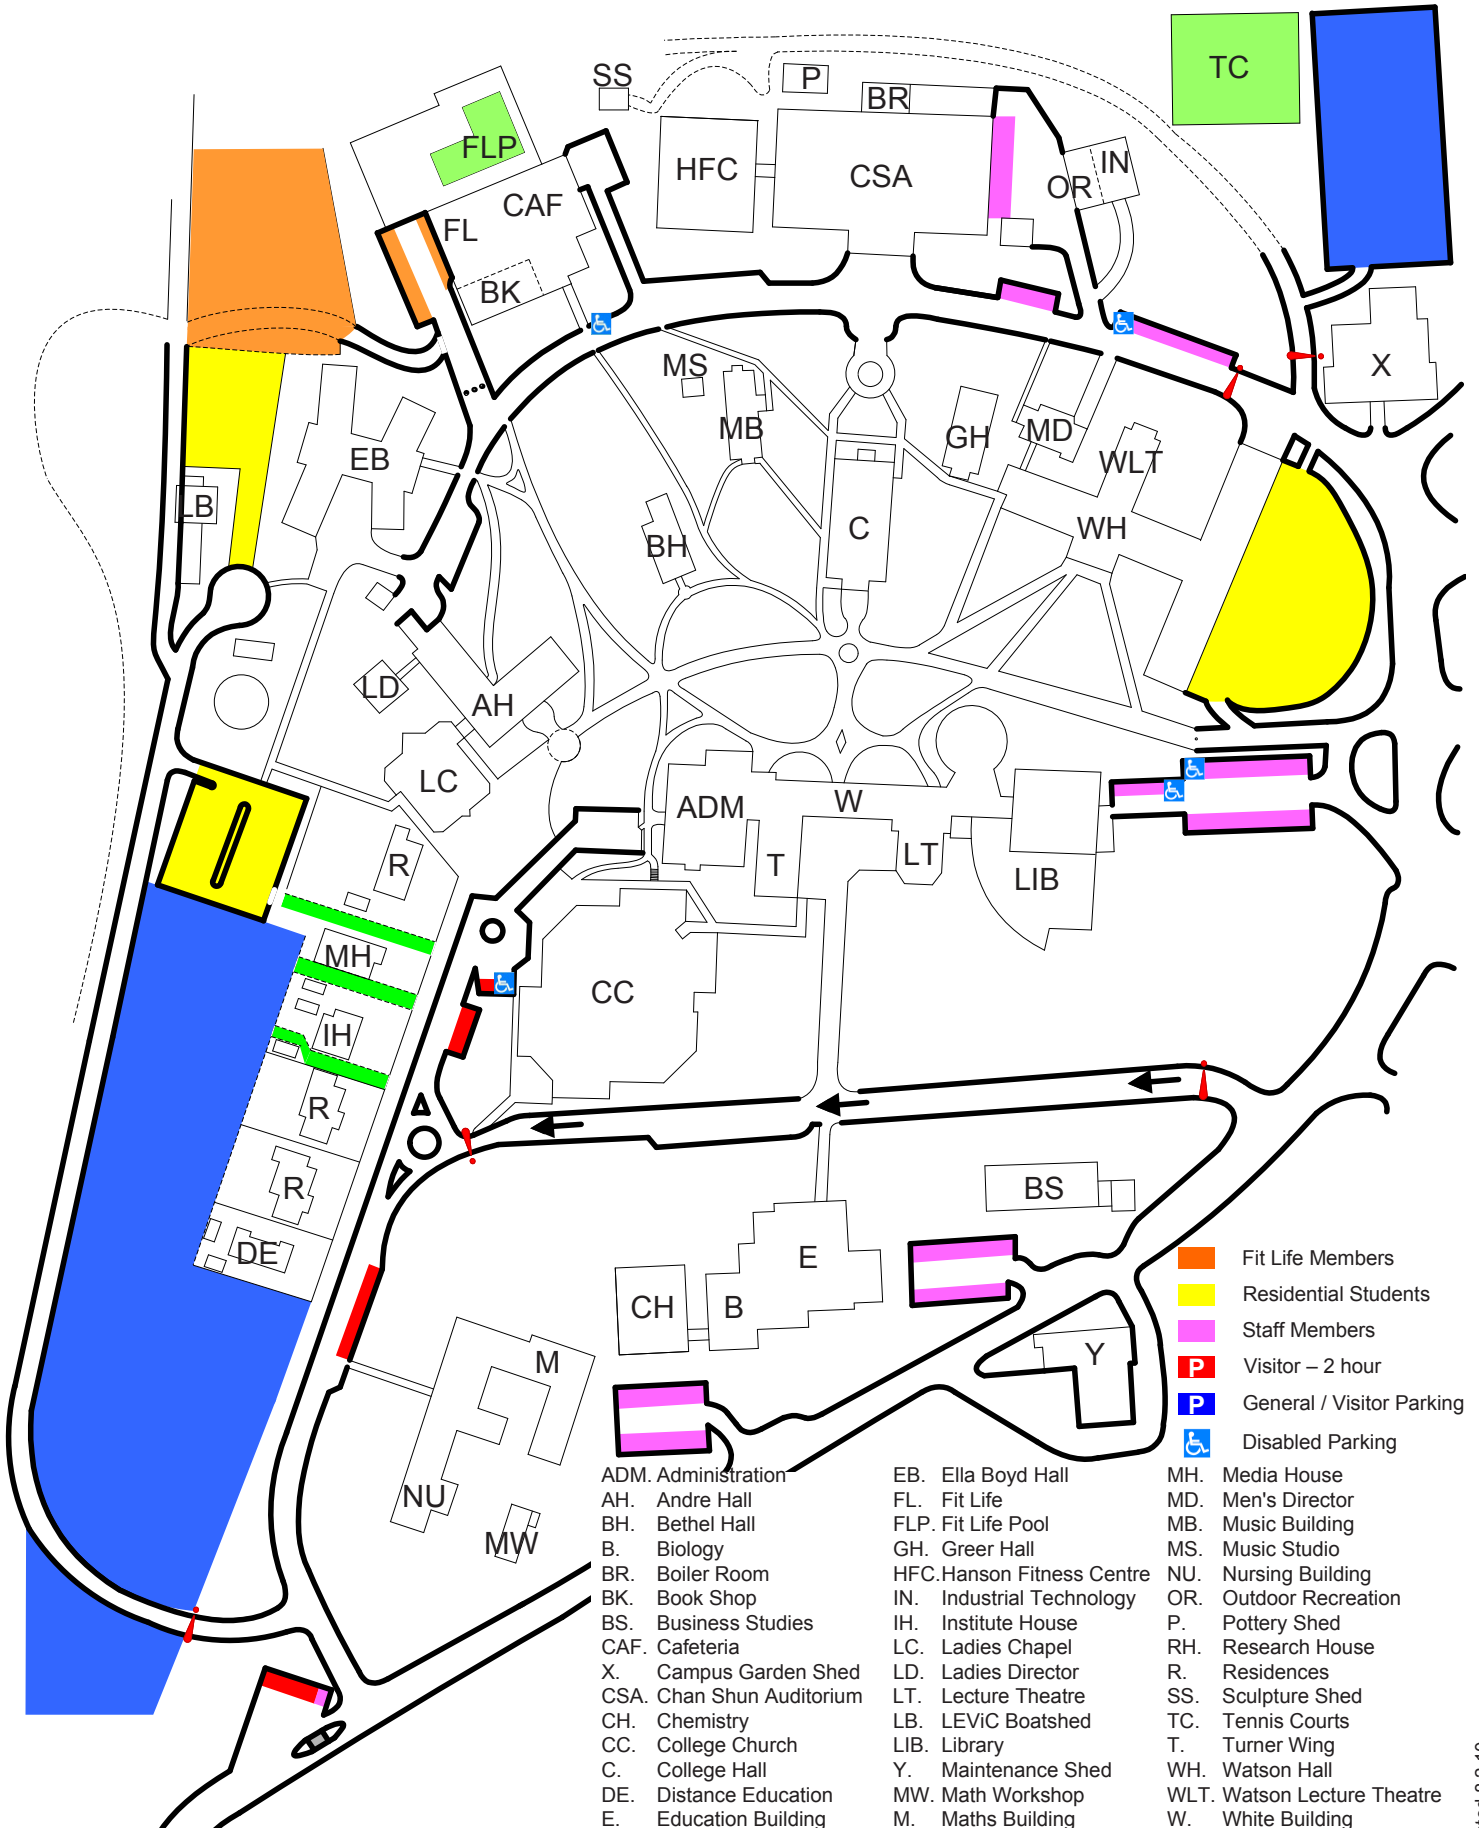 TC
SS
P
BR
FLP
HFC
CSA
IN
OR
CAF
FL
BK
MS
X
MB
GH
MD
WLT
EB
LB
C
WH
BH
LD
AH
LC
ADM
W
T
LT
LIB
R
MH
CC
IH
R
R
BS
DE
E
CH
B
M
Y
NU
MW
Fit Life Members
Residential Students
Staff Members
P Visitor – 2 hour
P General / Visitor Parking
Disabled Parking
ADM. Administration
AH. Andre Hall
BH. Bethel Hall
B. Biology
BR. Boiler Room
BK. Book Shop
BS. Business Studies
CAF. Cafeteria
X. Campus Garden Shed
CSA. Chan Shun Auditorium
CH. Chemistry
CC. College Church
C. College Hall
DE. Distance Education
E. Education Building
EB. Ella Boyd Hall
FL. Fit Life
FLP. Fit Life Pool
GH. Greer Hall
HFC. Hanson Fitness Centre
IN. Industrial Technology
IH. Institute House
LC. Ladies Chapel
LD. Ladies Director
LT. Lecture Theatre
LB. LEViC Boatshed
LIB. Library
Y. Maintenance Shed
MW. Math Workshop
M. Maths Building
MH. Media House
MD. Men's Director
MB. Music Building
MS. Music Studio
NU. Nursing Building
OR. Outdoor Recreation
P. Pottery Shed
RH. Research House
R. Residences
SS. Sculpture Shed
TC. Tennis Courts
T. Turner Wing
WH. Watson Hall
WLT. Watson Lecture Theatre
W. White Building